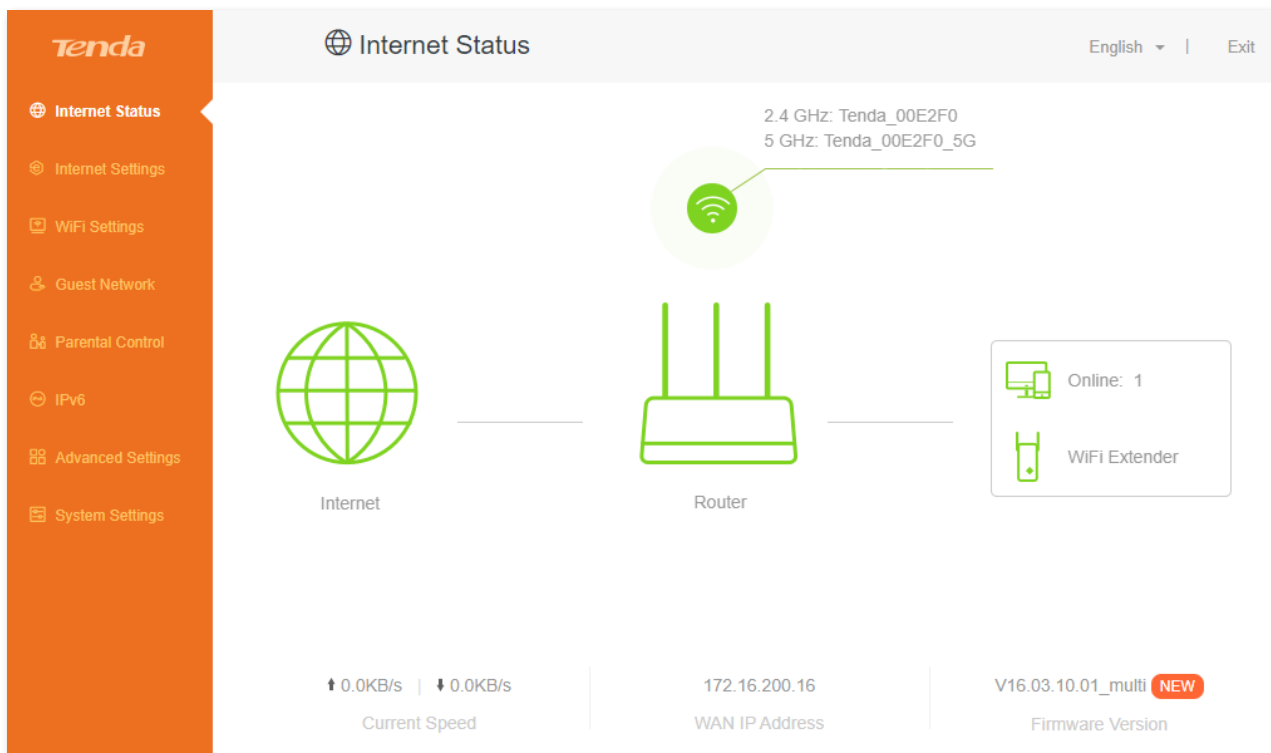 Tenda
Internet Status
English |
Exit
Internet Status
Internet Settings
WiFi Settings
Guest Network
Parental Control
IPv6
Advanced Settings
System Settings
2.4 GHz: Tenda_00E2F0
5 GHz: Tenda_00E2F0_5G
Internet
Router
Online: 1
WiFi Extender
0.0KB/s | 0.0KB/s
Current Speed
172.16.200.16
WAN IP Address
V16.03.10.01_multi NEW
Firmware Version